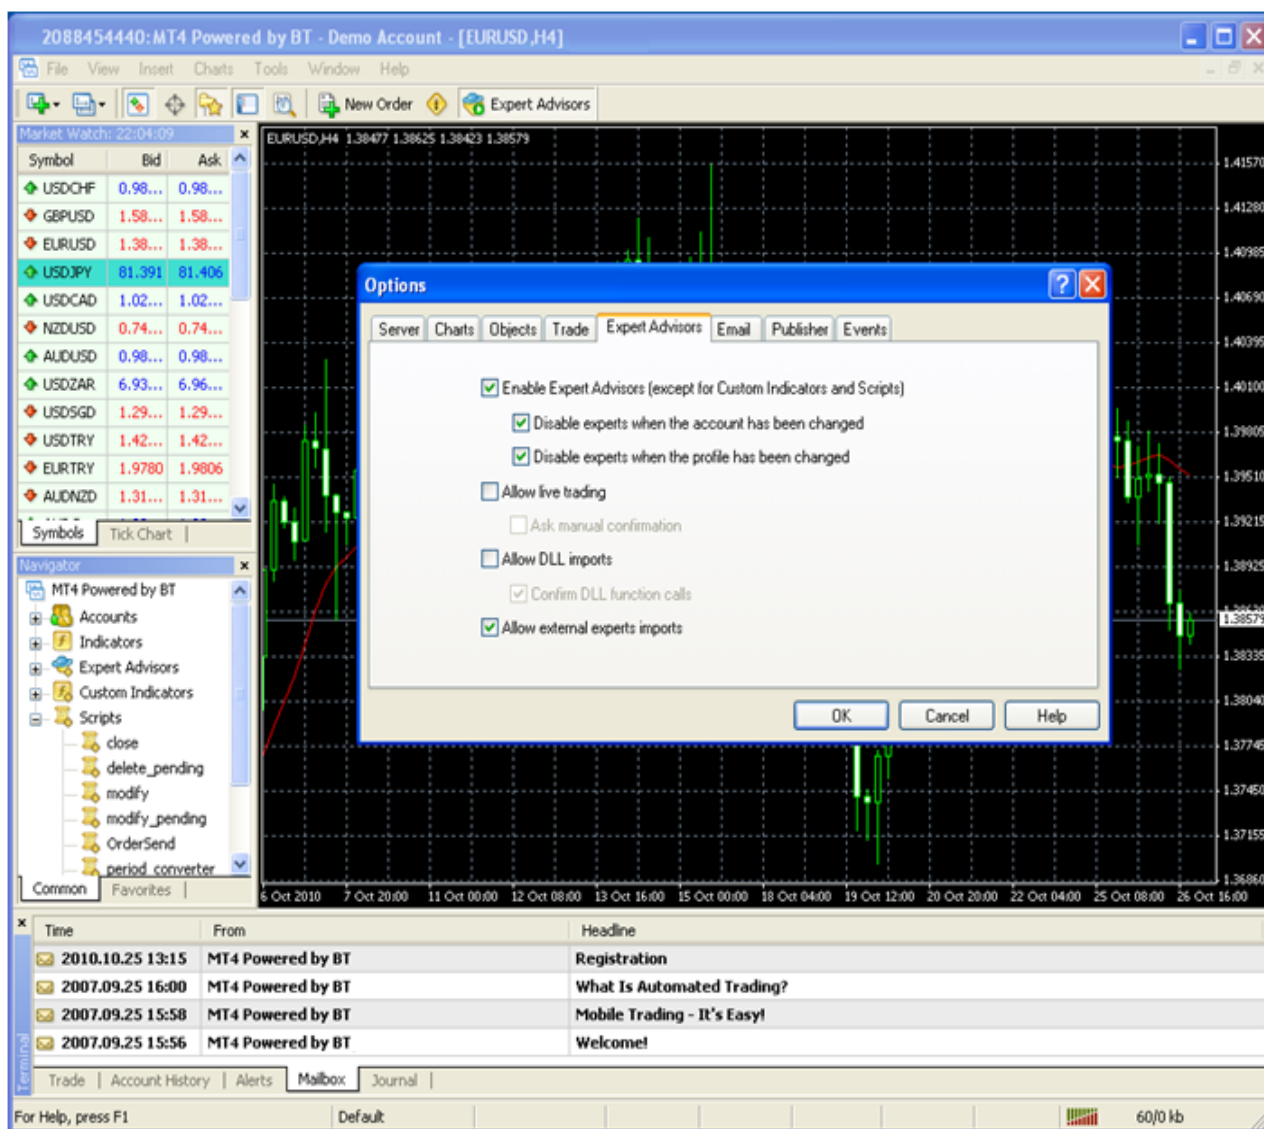 2088454440: MT4 Powered by BT - Demo Account - [EURUSD,H4]
File View Insert Charts Tools Window Help
New Order Expert Advisors
Market Watch: 22:04:09
Symbol Bid Ask
USDCHF 0.98... 0.98...
GBPUSD 1.58... 1.58...
EURUSD 1.38... 1.38...
USDJPY 81.391 81.406
USDCAD 1.02... 1.02...
NZDUSD 0.74... 0.74...
AUDUSD 0.98... 0.98...
USDZAR 6.93... 6.96...
USDSGD 1.29... 1.29...
USDTRY 1.42... 1.42...
EURTRY 1.9780 1.9806
AUDNZD 1.31... 1.31...
Symbols Tick Chart
Navigator
MT4 Powered by BT
Accounts
Indicators
Expert Advisors
Custom Indicators
Scripts
close
delete_pending
modify
modify_pending
OrderSend
period_converter
Common Favorites
EURUSD,H4 1.38477 1.38625 1.38423 1.38579
1.41570
1.41280
1.40985
1.40690
1.40395
1.40100
1.39805
1.39510
1.39215
1.38925
1.38579
1.38335
1.38040
1.37745
1.37450
1.37155
1.36860
6 Oct 2010 7 Oct 20:00 11 Oct 00:00 12 Oct 08:00 13 Oct 16:00 15 Oct 00:00 18 Oct 04:00 19 Oct 12:00 20 Oct 20:00 22 Oct 04:00 25 Oct 08:00 26 Oct 16:00
Options
Server Charts Objects Trade Expert Advisors Email Publisher Events
Enable Expert Advisors (except for Custom Indicators and Scripts)
Disable experts when the account has been changed
Disable experts when the profile has been changed
Allow live trading
Ask manual confirmation
Allow DLL imports
Confirm DLL function calls
Allow external experts imports
OK Cancel Help
Time From Headline
2010.10.25 13:15 MT4 Powered by BT Registration
2007.09.25 16:00 MT4 Powered by BT What Is Automated Trading?
2007.09.25 15:58 MT4 Powered by BT Mobile Trading - It's Easy!
2007.09.25 15:56 MT4 Powered by BT Welcome!
Terminal
Trade Account History Alerts Mailbox Journal
For Help, press F1 Default 60/0 kb